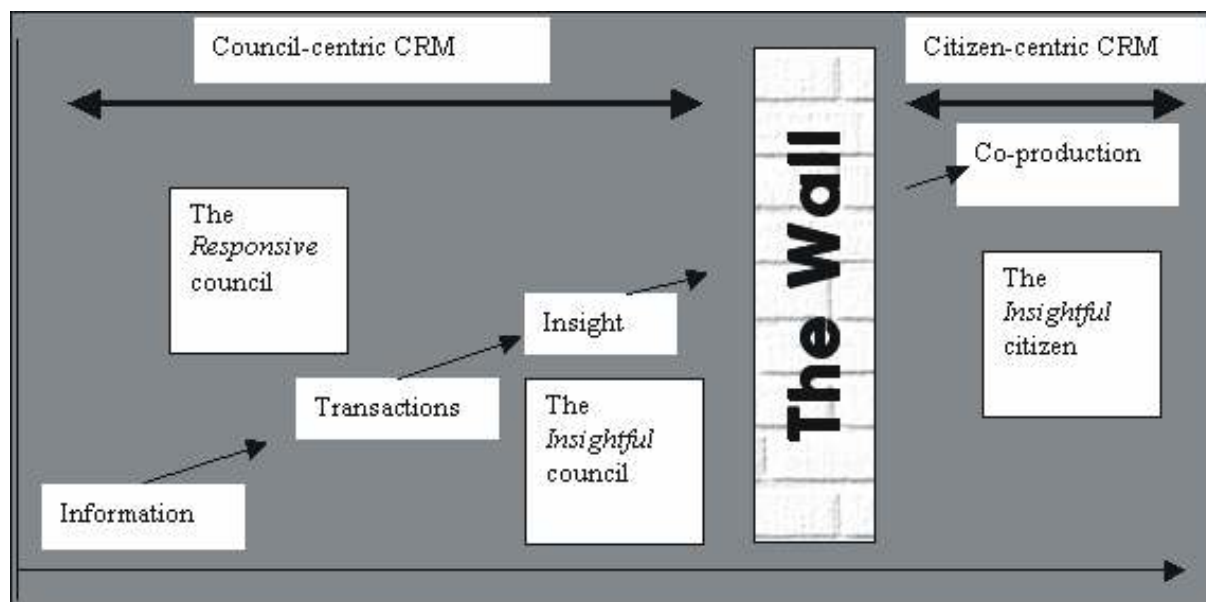 Council-centric CRM
Citizen-centric CRM
Co-production
The
Responsive
council
The Wall
The
Insightful
citizen
Insight
Transactions
The
Insightful
council
Information